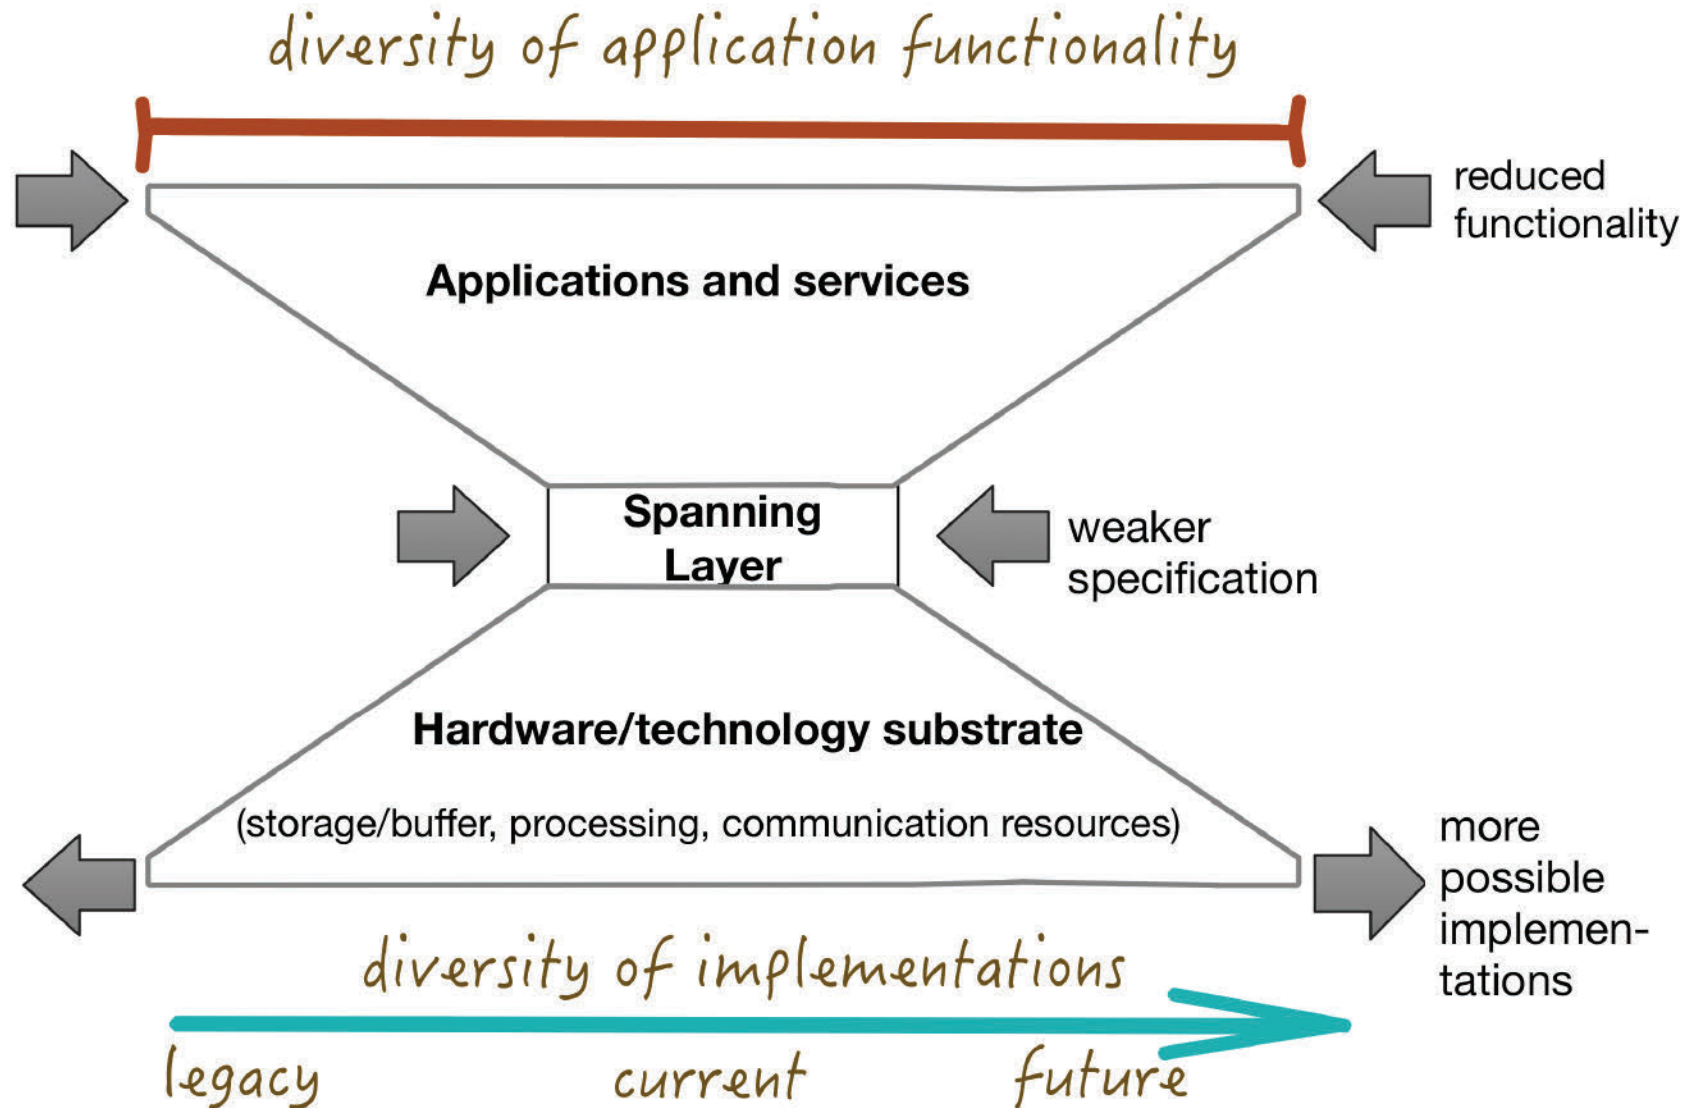 diversity of application functionality
reduced
functionality
Applications and services
Spanning
Layer
weaker
specification
Hardware/technology substrate
(storage/buffer, processing, communication resources)
more
possible
implemen-
tations
diversity of implementations
legacy current future